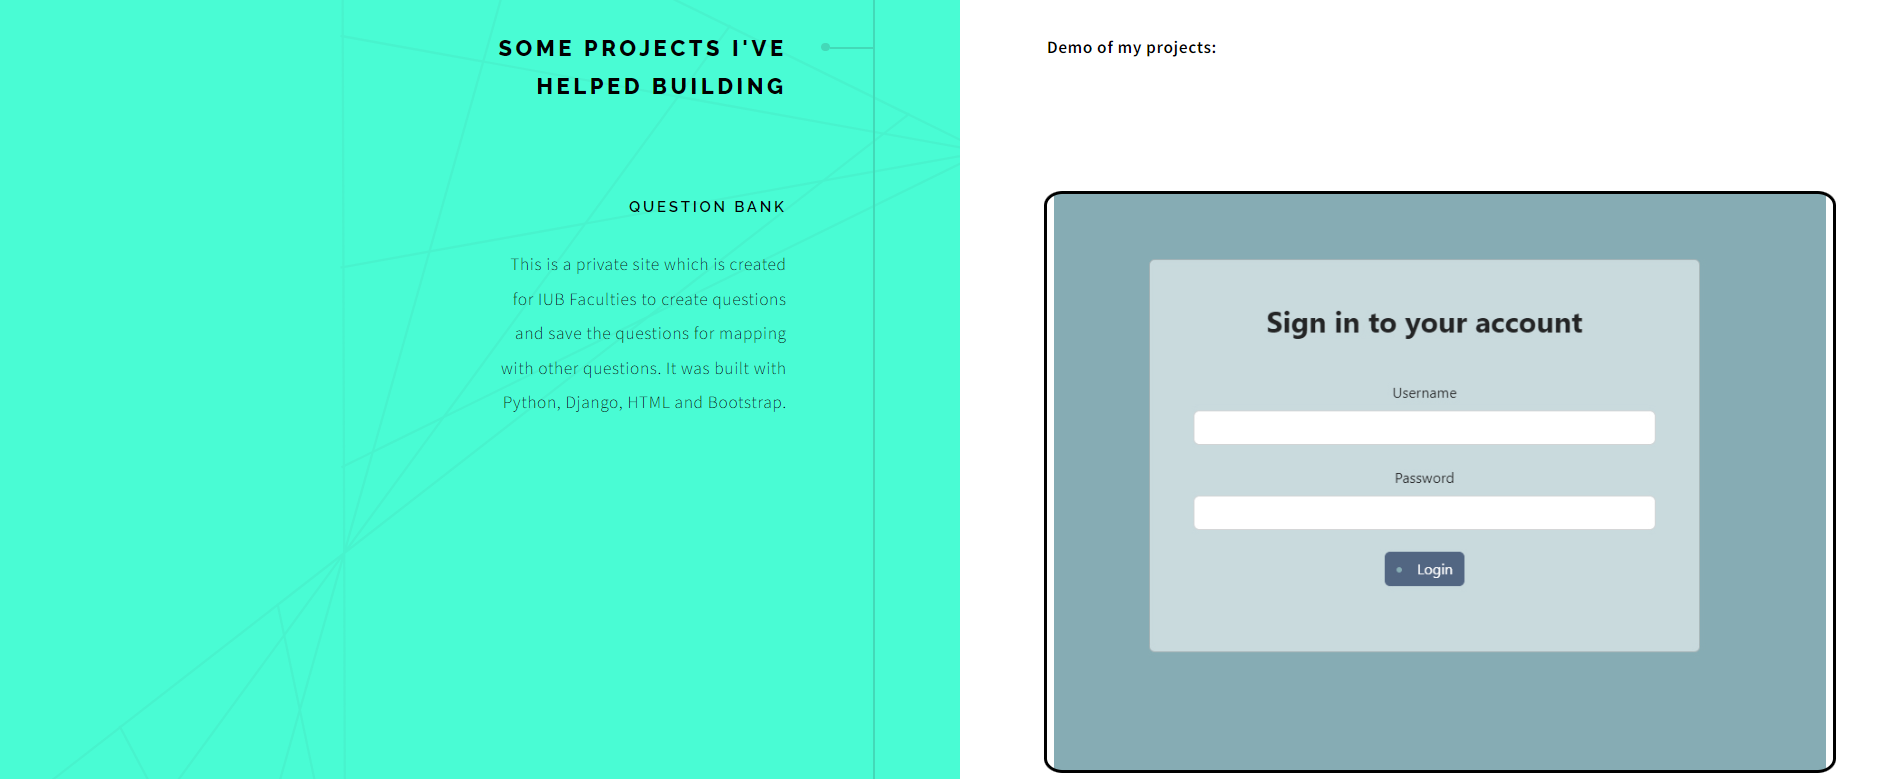 SOME PROJECTS I'VE
HELPED BUILDING
QUESTION BANK
This is a private site which is created
for IUB Faculties to create questions
and save the questions for mapping
with other questions. It was built with
Python, Django, HTML and Bootstrap.
Demo of my projects:
Sign in to your account
Username
Password
Login